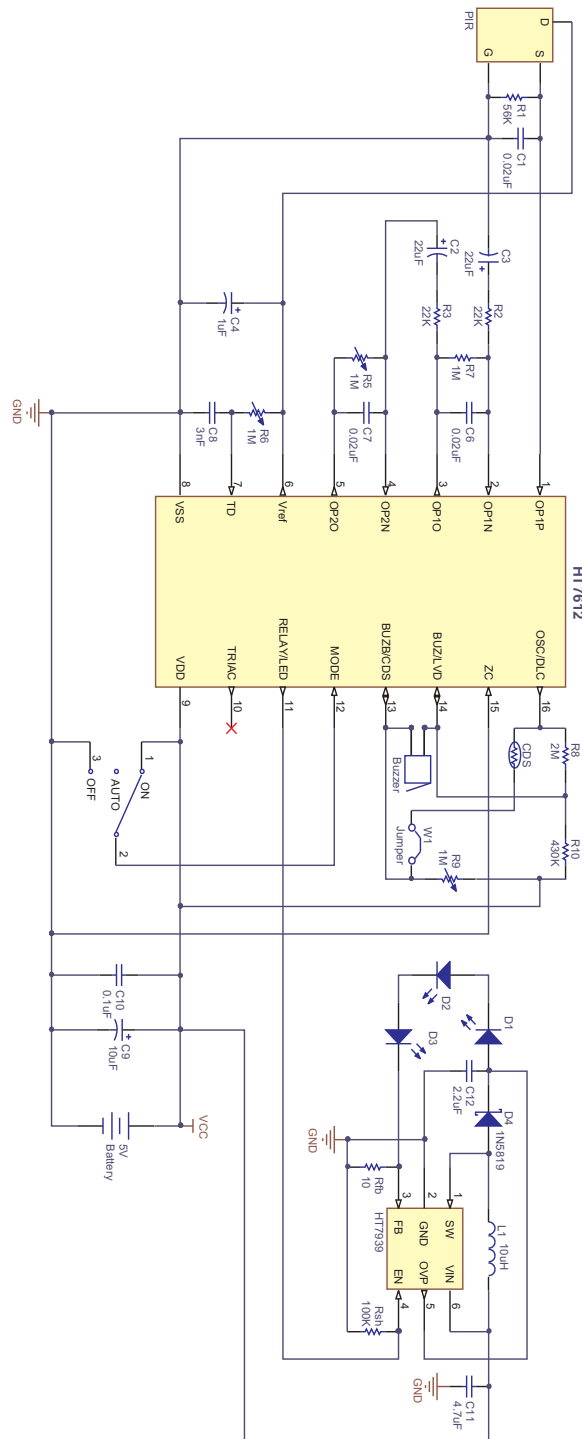 PIR
D
S
G
R1
56K
C1
0.02uF
C2
22uF
C3
22uF
R3
22K
R2
22K
C4
1uF
R5
1M
R7
1M
C8
3nF
R6
1M
C7
0.02uF
C6
0.02uF
GND
8
7
6
5
4
3
2
1
VSS
TD
Vref
OP2O
OP2N
OP1O
OP1N
OP1P
HT7612
VDD
TRIAC
RELAY/LED
MODE
BUZB/CDS
BUZ/LVD
ZC
OSC/DLC
9
10
11
12
13
14
15
16
3
OFF
AUTO
1
ON
2
Buzzer
CDS
R8
2M
W1
Jumper
R9
1M
R10
430K
C10
0.1uF
C9
10uF
5V
Battery
VCC
D1
D2
D3
C12
2.2uF
D4
1N5819
GND
Rfb
10
3
2
1
FB
GND
SW
HT7939
EN
OVP
VIN
4
5
6
L1
10uH
Rsh
100K
GND
C11
4.7uF